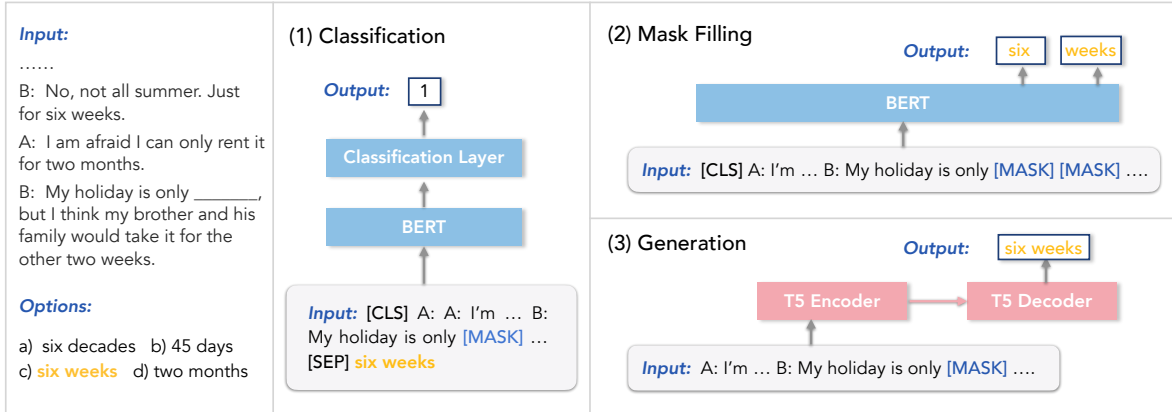 Input:
……
B: No, not all summer. Just
for six weeks.
A: I am afraid I can only rent it
for two months.
B: My holiday is only _______,
but I think my brother and his
family would take it for the
other two weeks.
Options:
a) six decades b) 45 days
c) six weeks d) two months
(1) Classification
Output: 1
Classification Layer
BERT
Input: [CLS] A: A: I'm … B:
My holiday is only [MASK] …
[SEP] six weeks
(2) Mask Filling
Output: six weeks
BERT
Input: [CLS] A: I'm … B: My holiday is only [MASK] [MASK] ….
(3) Generation
Output: six weeks
T5 Encoder T5 Decoder
Input: A: I'm … B: My holiday is only [MASK] ….